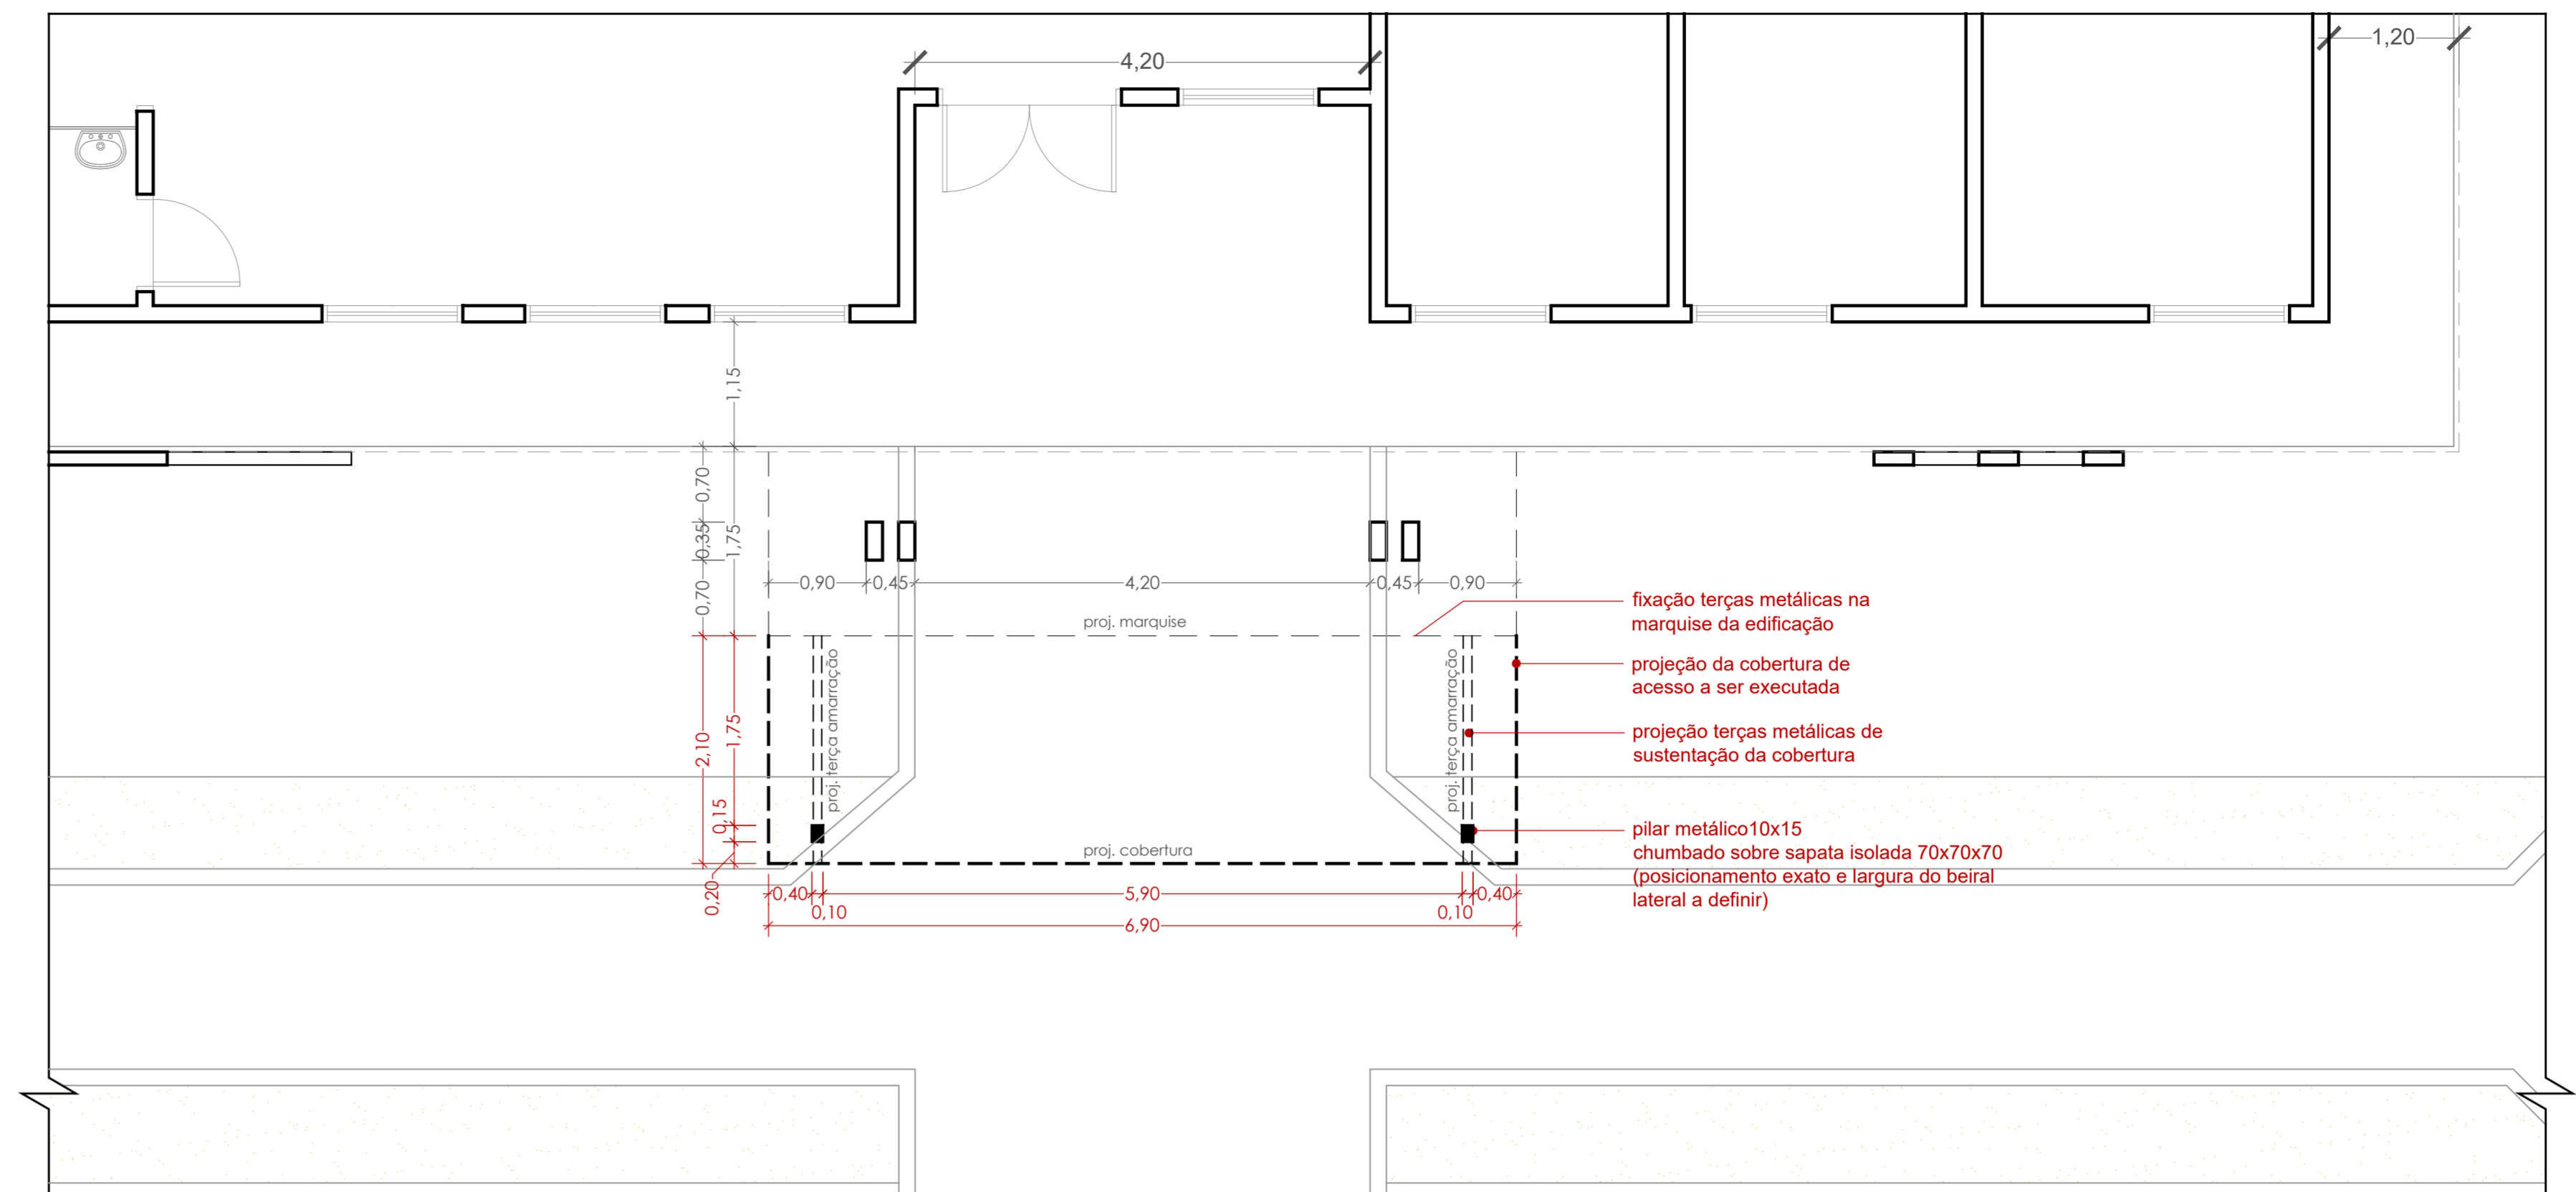 4,20
1,20
1,15
0,70
0,35
1,75
0,70
0,90
0,45
4,20
0,45
0,90
proj. marquise
fixação terças metálicas na
marquise da edificação
projeção da cobertura de
acesso a ser executada
proj. terça amarração
proj. terça amarração
projeção terças metálicas de
sustentação da cobertura
2,10
1,75
0,15
0,20
pilar metálico10x15
chumbado sobre sapata isolada 70x70x70
(posicionamento exato e largura do beiral
lateral a definir)
proj. cobertura
0,40
0,10
5,90
0,10
0,40
6,90